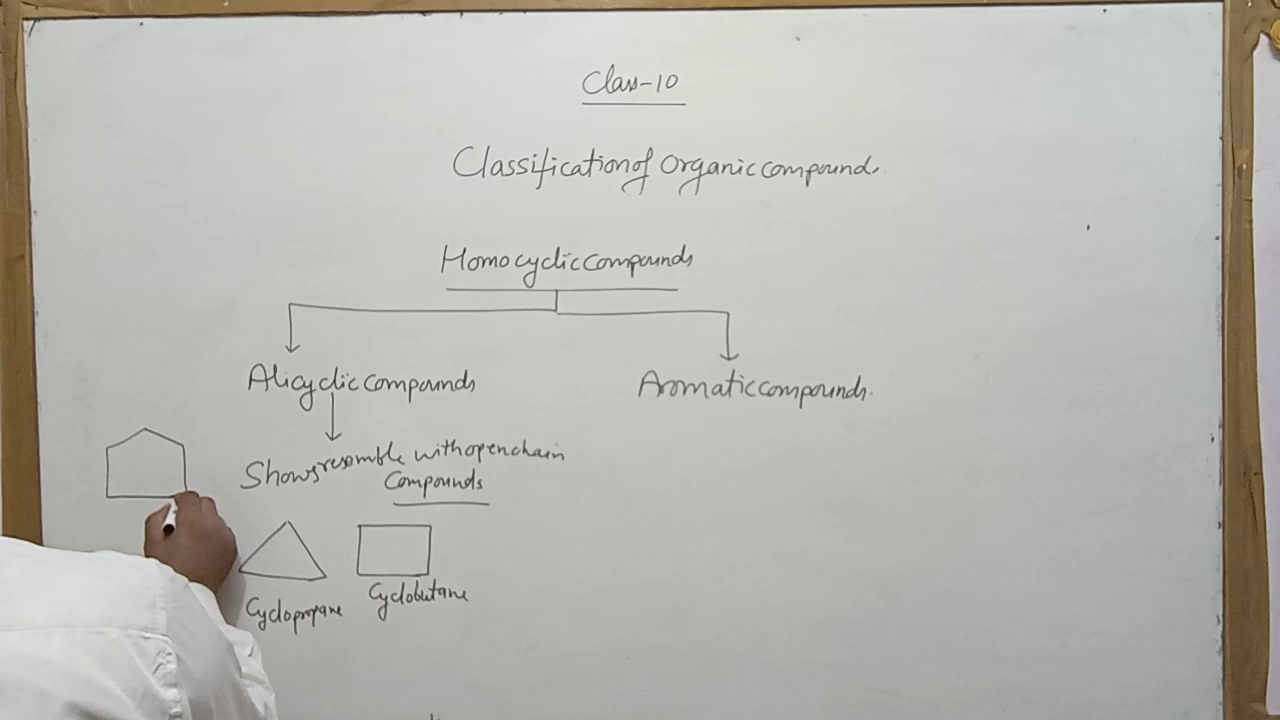 Class-10
Classification of Organic compound.
Homocyclic compounds
Alicyclic compounds
Aromatic compounds.
Shows resemble with open chain
Compounds
Cyclopropane
Cyclobutane